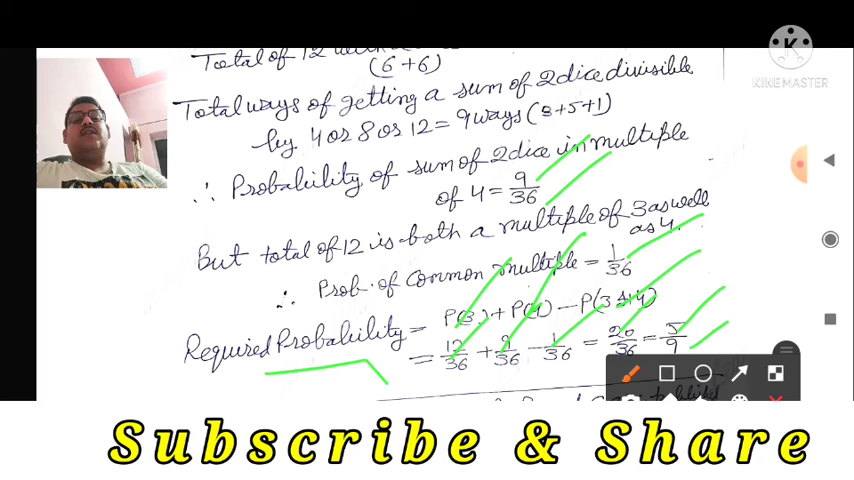 Total of 12 with
(6+6)
Total ways of getting a sum of 2 dice divisible
by 4 or 8 or 12 = 9 ways (3+5+1)
∴ Probability of sum of 2 dice in multiple
of 4 = 9/36
But total of 12 is both a multiple of 3 as well
as 4.
∴ Prob. of Common multiple = 1/36
Required Probability = P(3) + P(4) – P(3 & 4)
= 12/36 + 9/36 – 1/36 = 20/36 = 5/9
KINEMASTER
Subscribe & Share